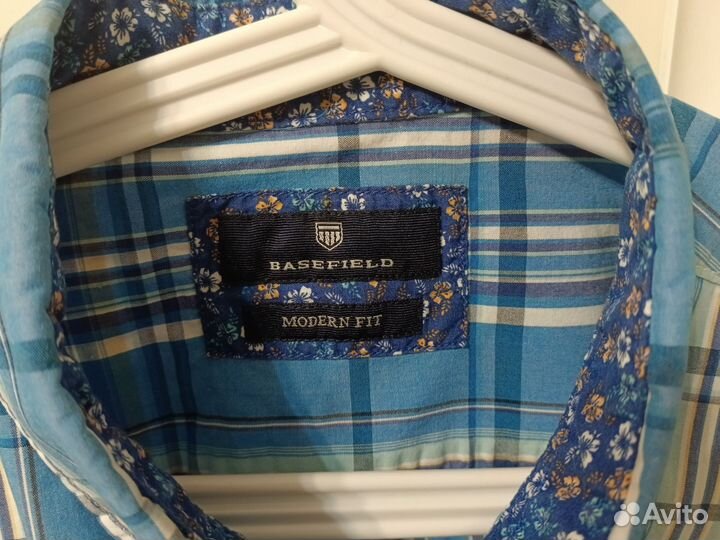 BASEFIELD
MODERN FIT
Avito